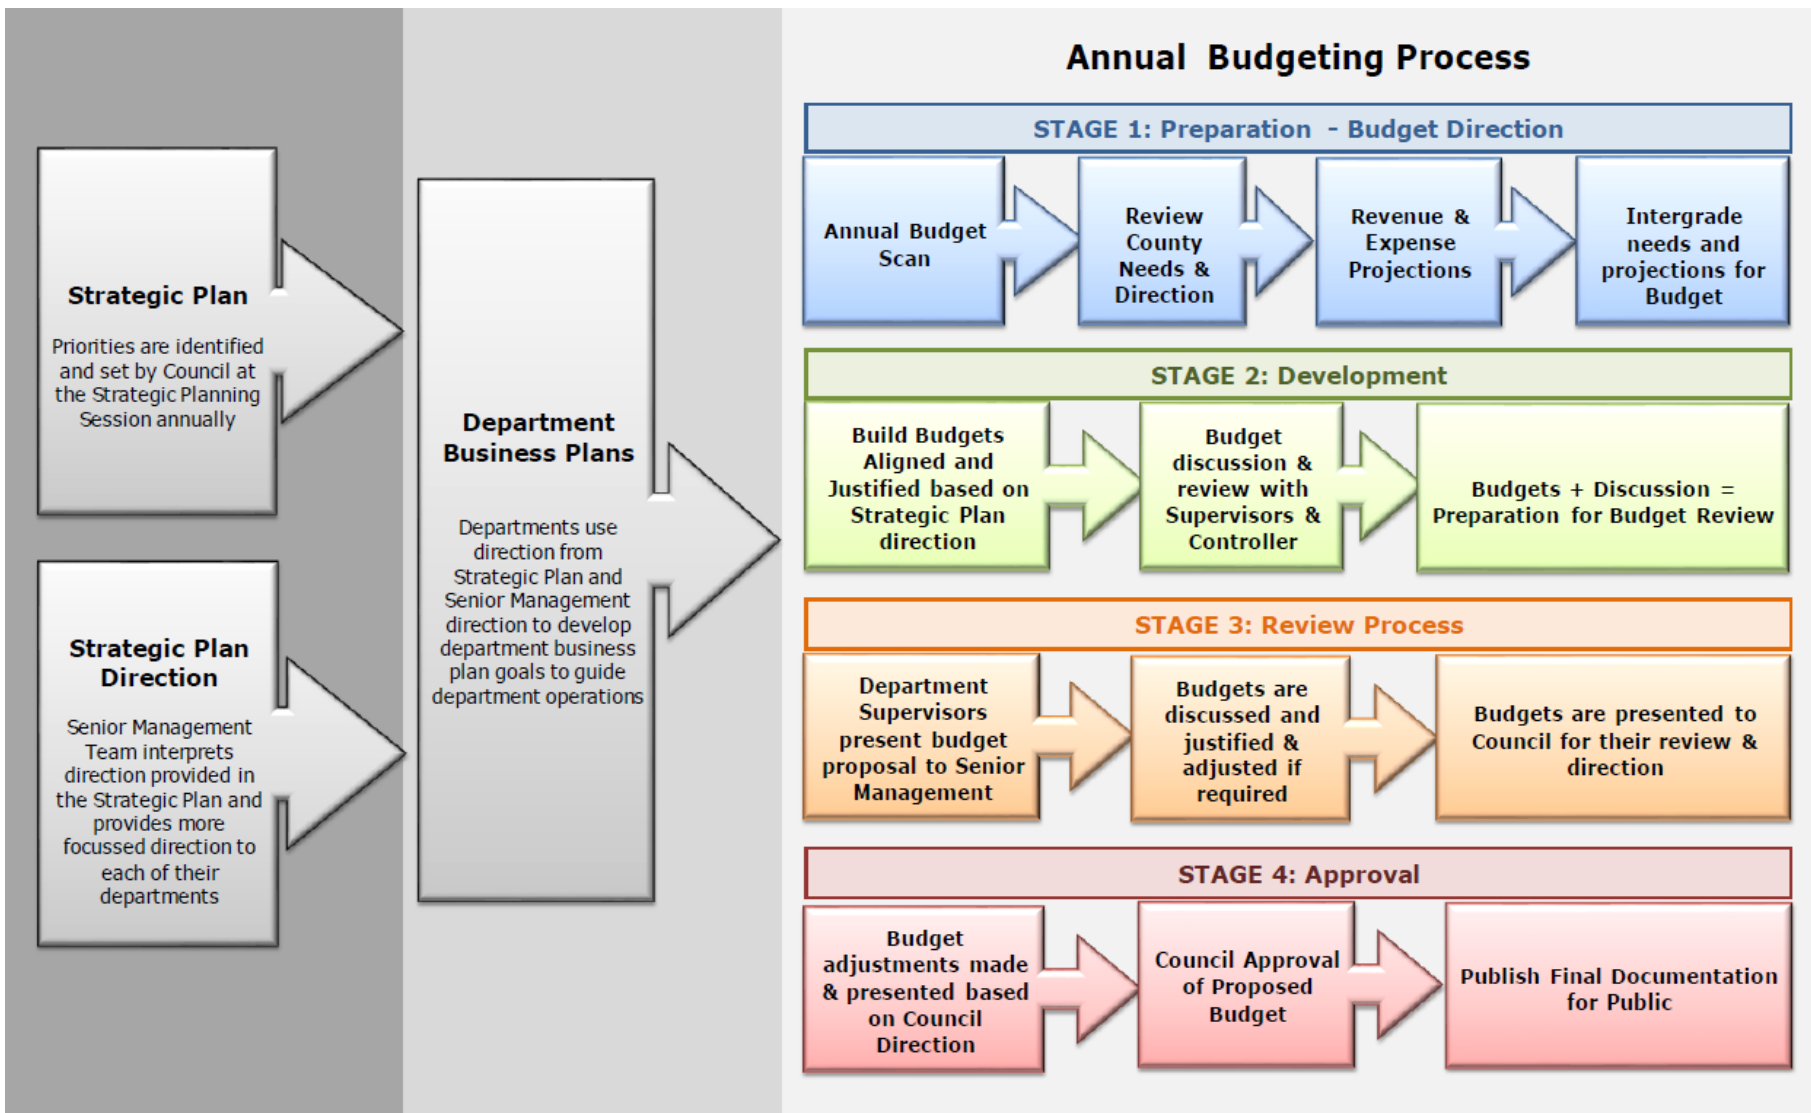 Strategic Plan
Priorities are identified
and set by Council at
the Strategic Planning
Session annually
Strategic Plan
Direction
Senior Management
Team interprets
direction provided in
the Strategic Plan and
provides more
focussed direction to
each of their
departments
Department
Business Plans
Departments use
direction from
Strategic Plan and
Senior Management
direction to develop
department business
plan goals to guide
department operations
Annual Budgeting Process
STAGE 1: Preparation - Budget Direction
Annual Budget
Scan
Review
County
Needs &
Direction
Revenue &
Expense
Projections
Intergrade
needs and
projections for
Budget
STAGE 2: Development
Build Budgets
Aligned and
Justified based on
Strategic Plan
direction
Budget
discussion &
review with
Supervisors &
Controller
Budgets + Discussion =
Preparation for Budget Review
STAGE 3: Review Process
Department
Supervisors
present budget
proposal to Senior
Management
Budgets are
discussed and
justified &
adjusted if
required
Budgets are presented to
Council for their review &
direction
STAGE 4: Approval
Budget
adjustments made
& presented based
on Council
Direction
Council Approval
of Proposed
Budget
Publish Final Documentation
for Public